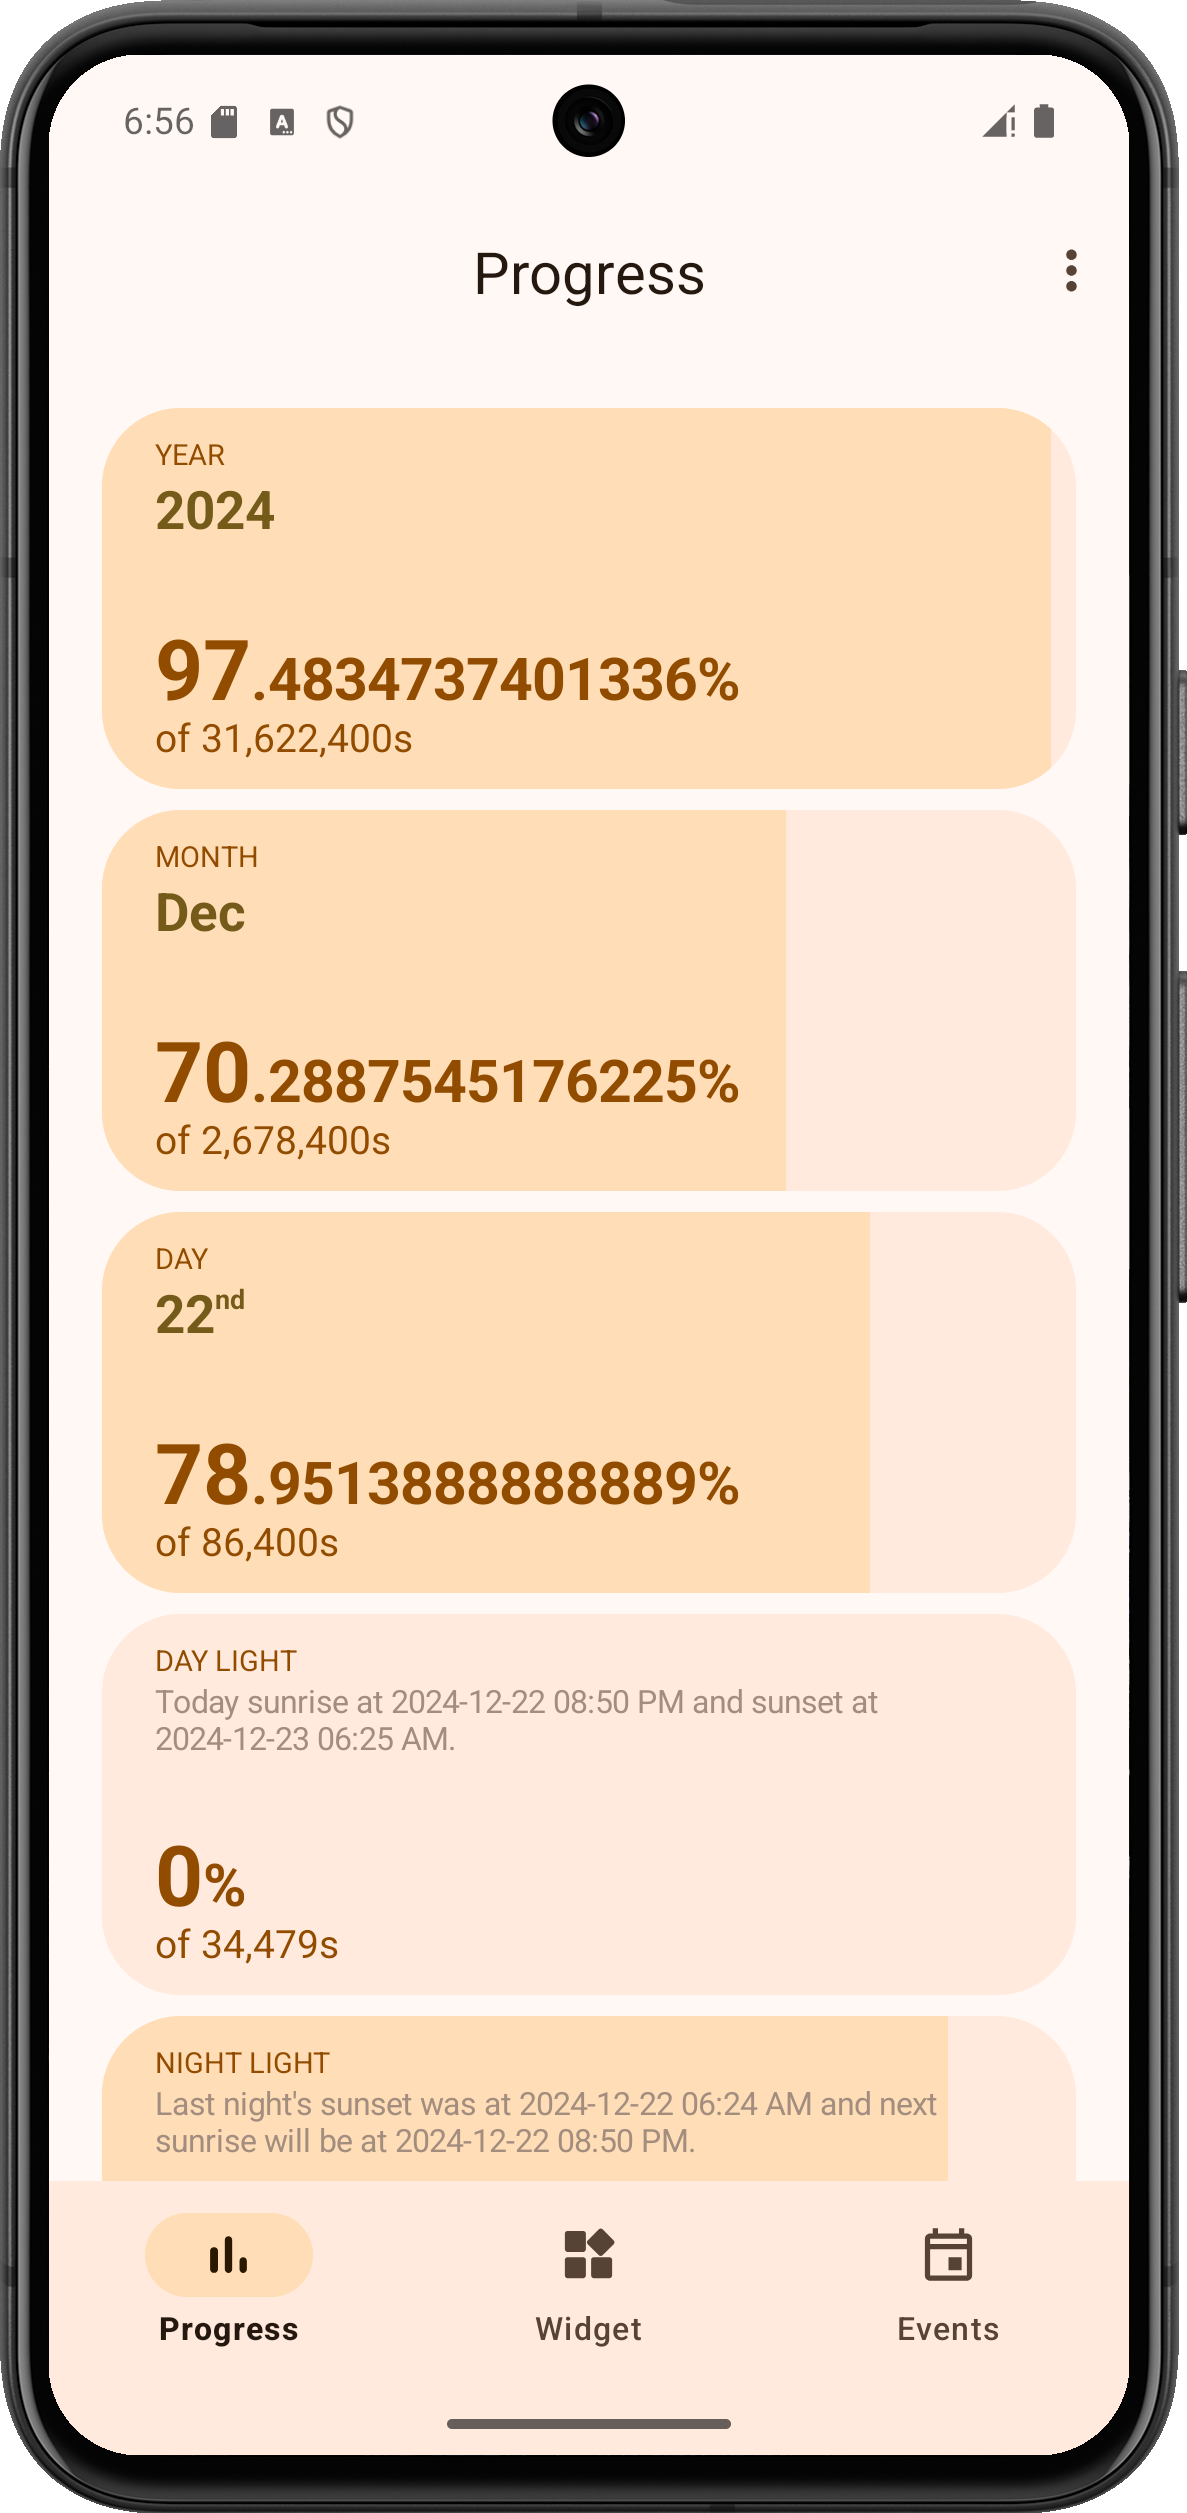 6:56
Progress
YEAR
2024
97.4834737401336%
of 31,622,400s
MONTH
Dec
70.2887545176225%
of 2,678,400s
DAY
22nd
78.9513888888889%
of 86,400s
DAY LIGHT
Today sunrise at 2024-12-22 08:50 PM and sunset at
2024-12-23 06:25 AM.
0%
of 34,479s
NIGHT LIGHT
Last night's sunset was at 2024-12-22 06:24 AM and next
sunrise will be at 2024-12-22 08:50 PM.
Progress
Widget
Events